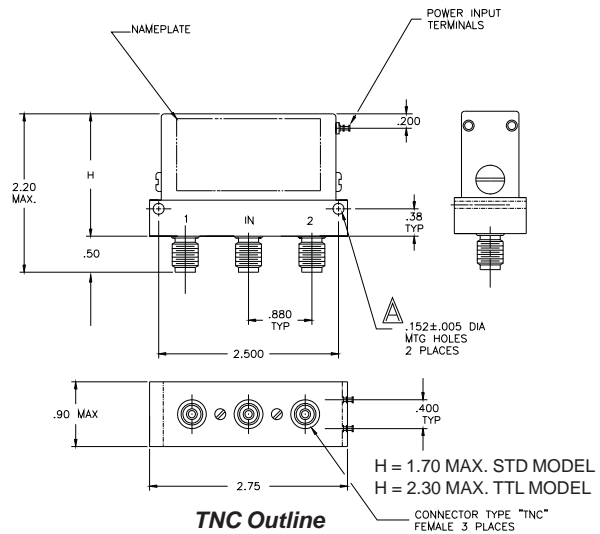 NAMEPLATE
POWER INPUT
TERMINALS
.200
2.20
MAX.
H
.50
1
IN
2
.38
TYP
.880
TYP
2.500
A
.152±.005 DIA
MTG HOLES
2 PLACES
.90 MAX
.400
TYP
2.75
H = 1.70 MAX. STD MODEL
H = 2.30 MAX. TTL MODEL
TNC Outline
CONNECTOR TYPE "TNC"
FEMALE 3 PLACES